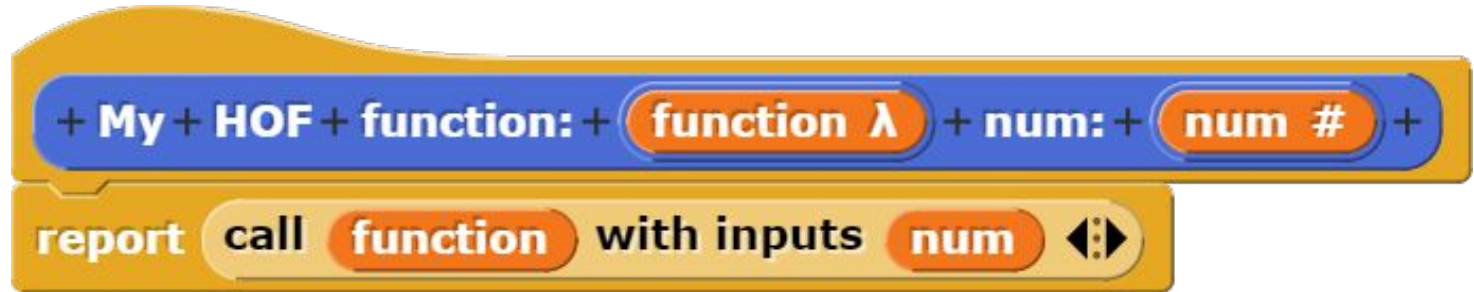 + My + HOF + function: + function λ + num: + num # +
report call function with inputs num